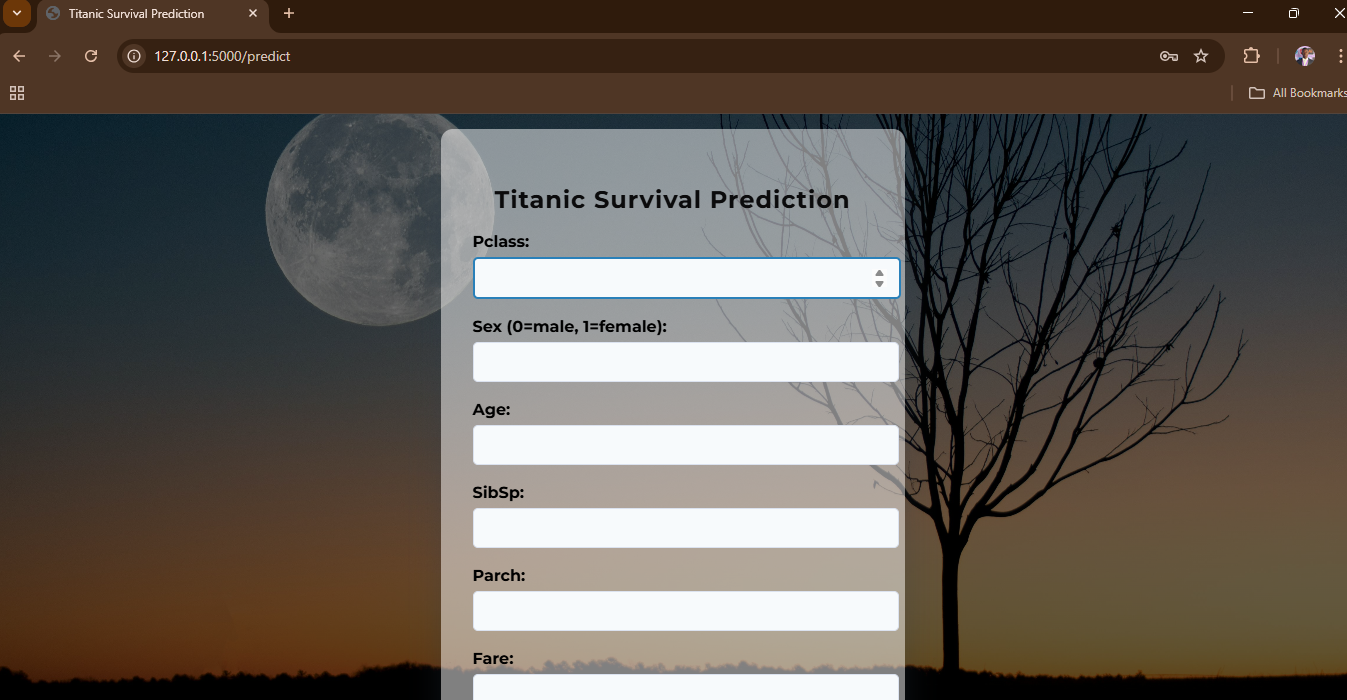 Titanic Survival Prediction
127.0.0.1:5000/predict
All Bookmarks
Titanic Survival Prediction
Pclass:
Sex (0=male, 1=female):
Age:
SibSp:
Parch:
Fare: